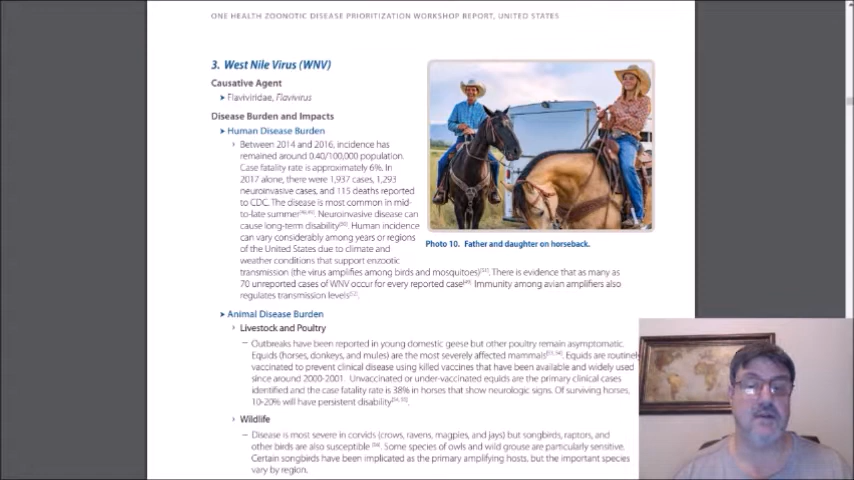 ONE HEALTH ZOONOTIC DISEASE PRIORITIZATION WORKSHOP REPORT, UNITED STATES
3. West Nile Virus (WNV)
Causative Agent
➤ Flaviviridae, Flavivirus
Disease Burden and Impacts
➤ Human Disease Burden
› Between 2014 and 2016, incidence has
remained around 0.40/100,000 population.
Case fatality rate is approximately 6%. In
2017 alone, there were 1,937 cases, 1,293
neuroinvasive cases, and 115 deaths reported
to CDC. The disease is most common in mid-
to-late summer. Neuroinvasive disease can
cause long-term disability. Human incidence
can vary considerably among years or regions
of the United States due to climate and
weather conditions that support enzootic
transmission (the virus amplifies among birds and mosquitoes). There is evidence that as many as
70 unreported cases of WNV occur for every reported case. Immunity among avian amplifiers also
regulates transmission levels.
Photo 10. Father and daughter on horseback.
➤ Animal Disease Burden
› Livestock and Poultry
– Outbreaks have been reported in young domestic geese but other poultry remain asymptomatic.
Equids (horses, donkeys, and mules) are the most severely affected mammals. Equids are routinely
vaccinated to prevent clinical disease using killed vaccines that have been available and widely used
since around 2000-2001. Unvaccinated or under-vaccinated equids are the primary clinical cases
identified and the case fatality rate is 38% in horses that show neurologic signs. Of surviving horses,
10-20% will have persistent disability.
› Wildlife
– Disease is most severe in corvids (crows, ravens, magpies, and jays) but songbirds, raptors, and
other birds are also susceptible. Some species of owls and wild grouse are particularly sensitive.
Certain songbirds have been implicated as the primary amplifying hosts, but the important species
vary by region.